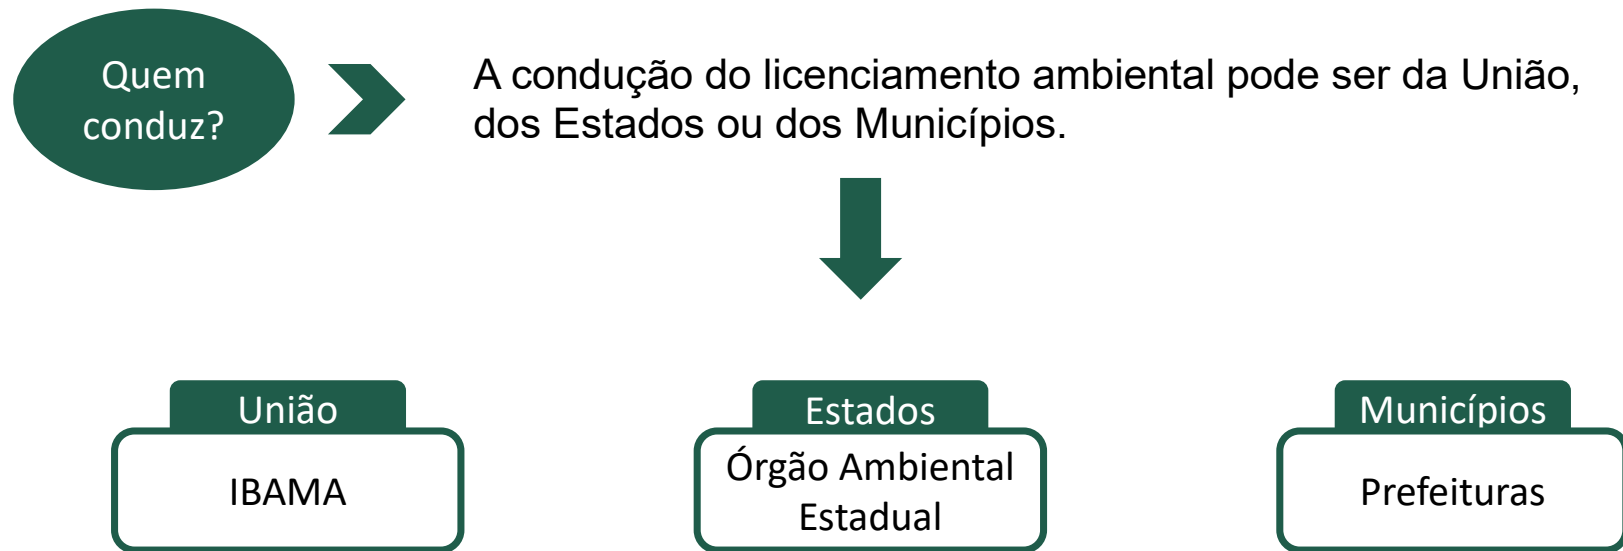 Quem
conduz?
A condução do licenciamento ambiental pode ser da União,
dos Estados ou dos Municípios.
União
IBAMA
Estados
Órgão Ambiental
Estadual
Municípios
Prefeituras